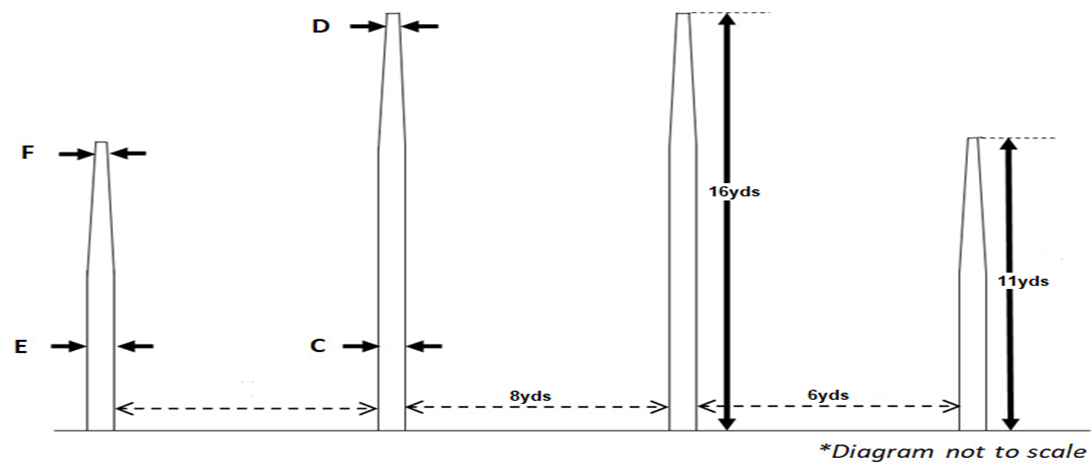 D
F
16yds
11yds
E
C
8yds
6yds
*Diagram not to scale